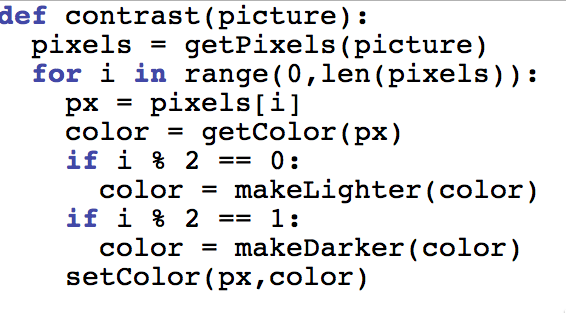 def contrast(picture):
  pixels = getPixels(picture)
  for i in range(0,len(pixels)):
    px = pixels[i]
    color = getColor(px)
    if i % 2 == 0:
      color = makeLighter(color)
    if i % 2 == 1:
      color = makeDarker(color)
    setColor(px,color)